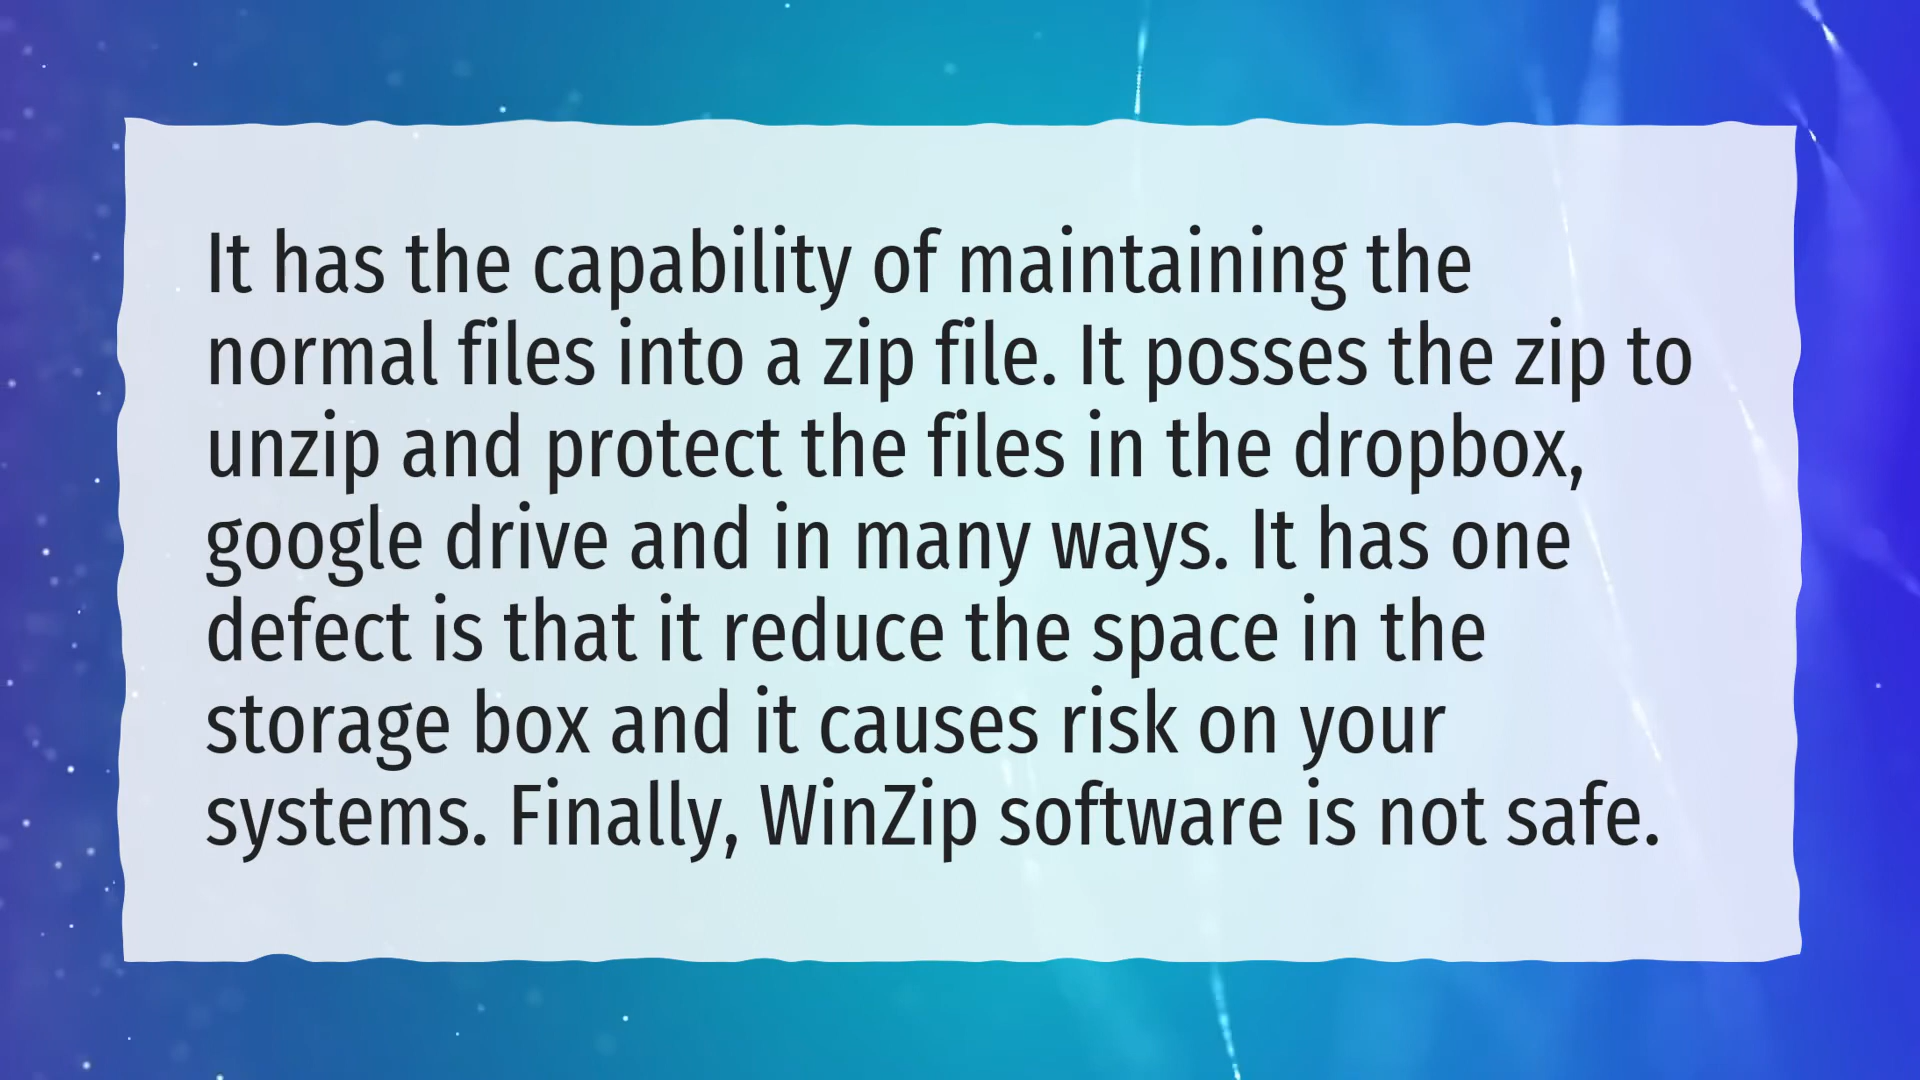 It has the capability of maintaining the
normal files into a zip file. It posses the zip to
unzip and protect the files in the dropbox,
google drive and in many ways. It has one
defect is that it reduce the space in the
storage box and it causes risk on your
systems. Finally, WinZip software is not safe.